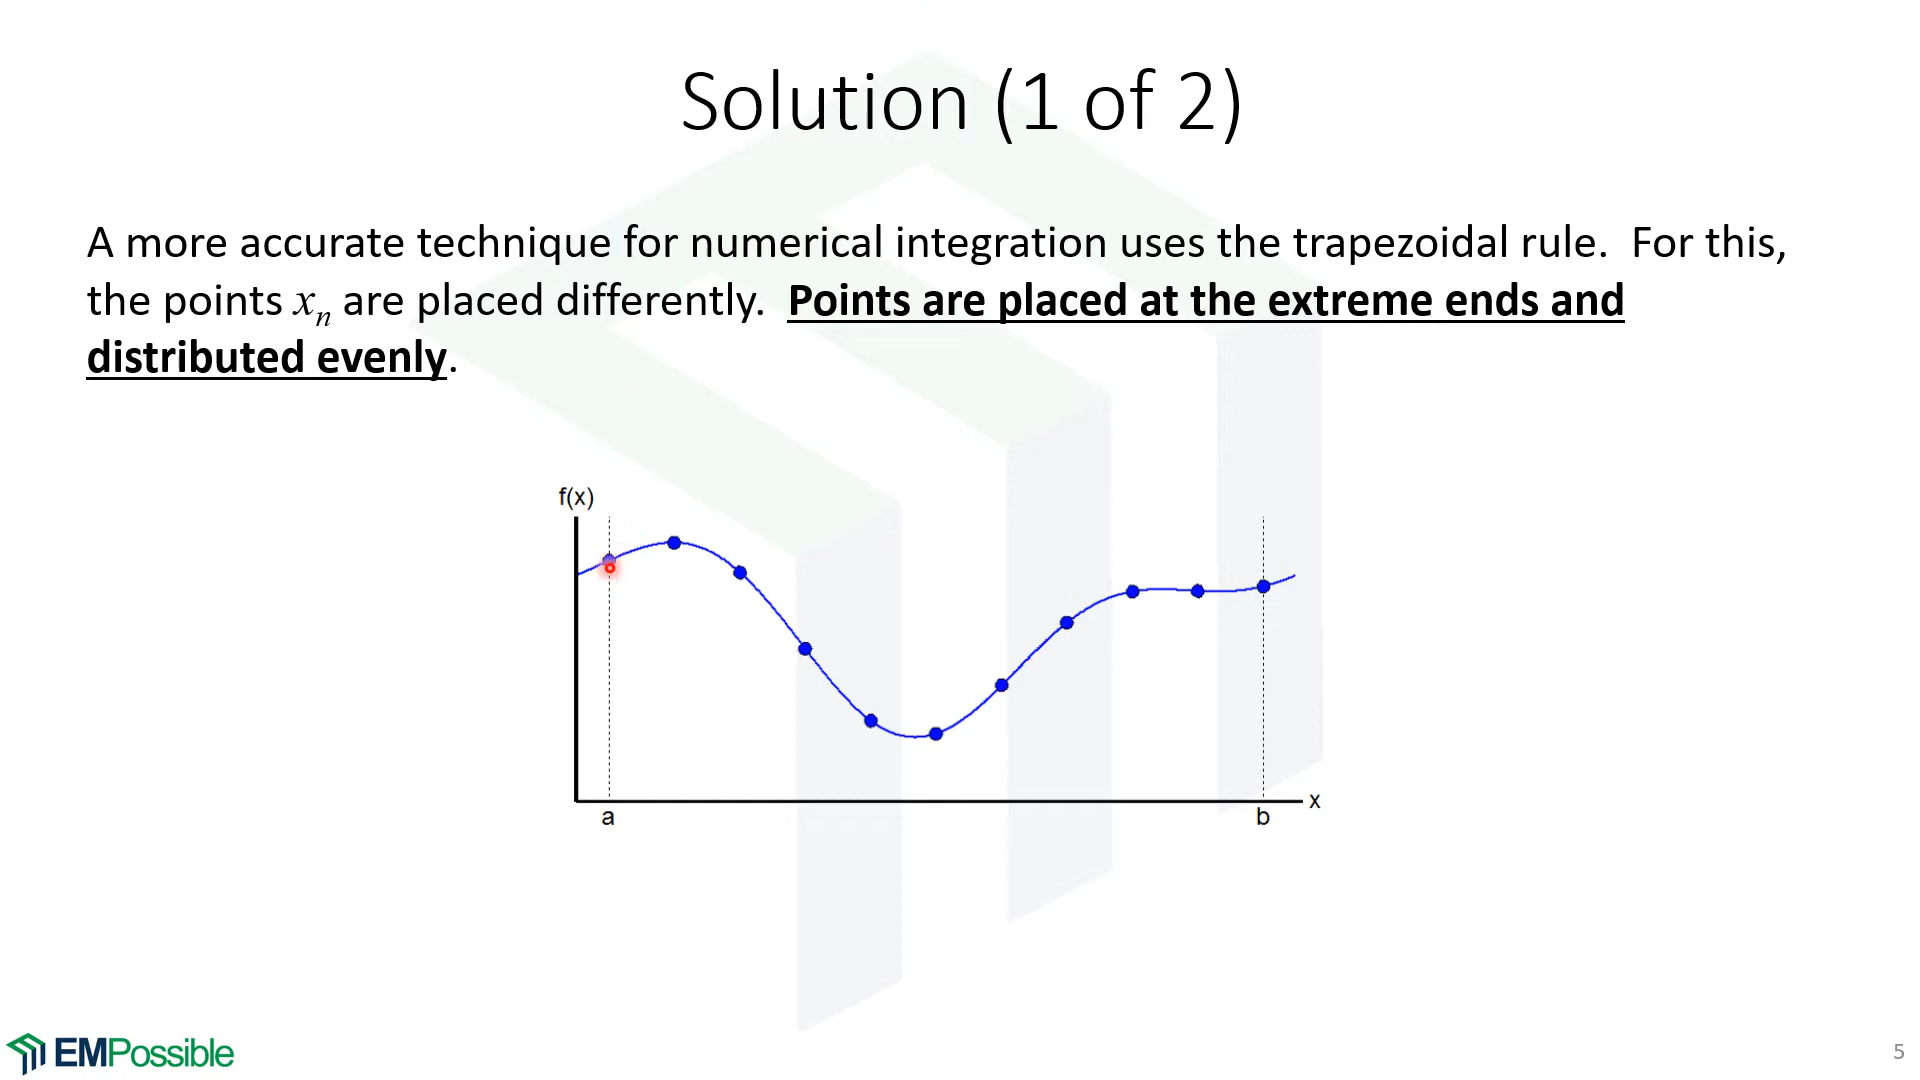 Solution (1 of 2)
A more accurate technique for numerical integration uses the trapezoidal rule.  For this,
the points xn are placed differently.  Points are placed at the extreme ends and
distributed evenly.
f(x)
x
a
b
EMPossible
5